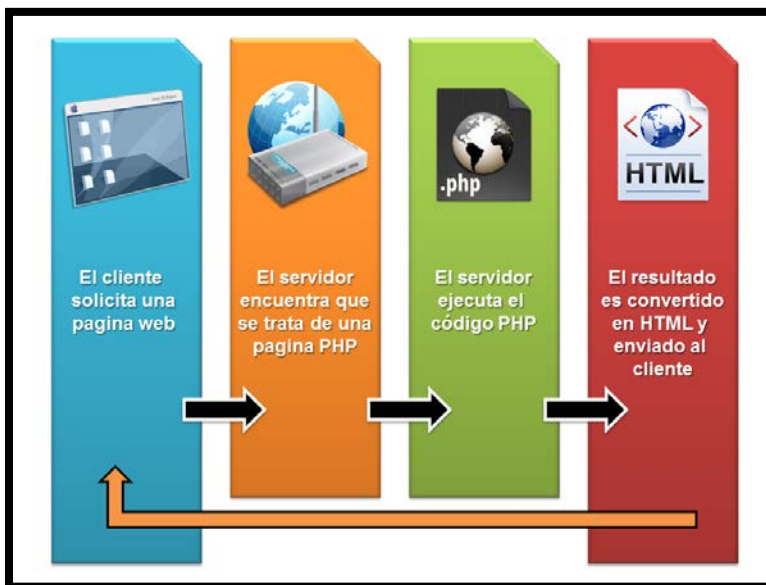 El cliente
solicita una
pagina web
El servidor
encuentra que
se trata de una
pagina PHP
.php
El servidor
ejecuta el
código PHP
HTML
El resultado
es convertido
en HTML y
enviado al
cliente